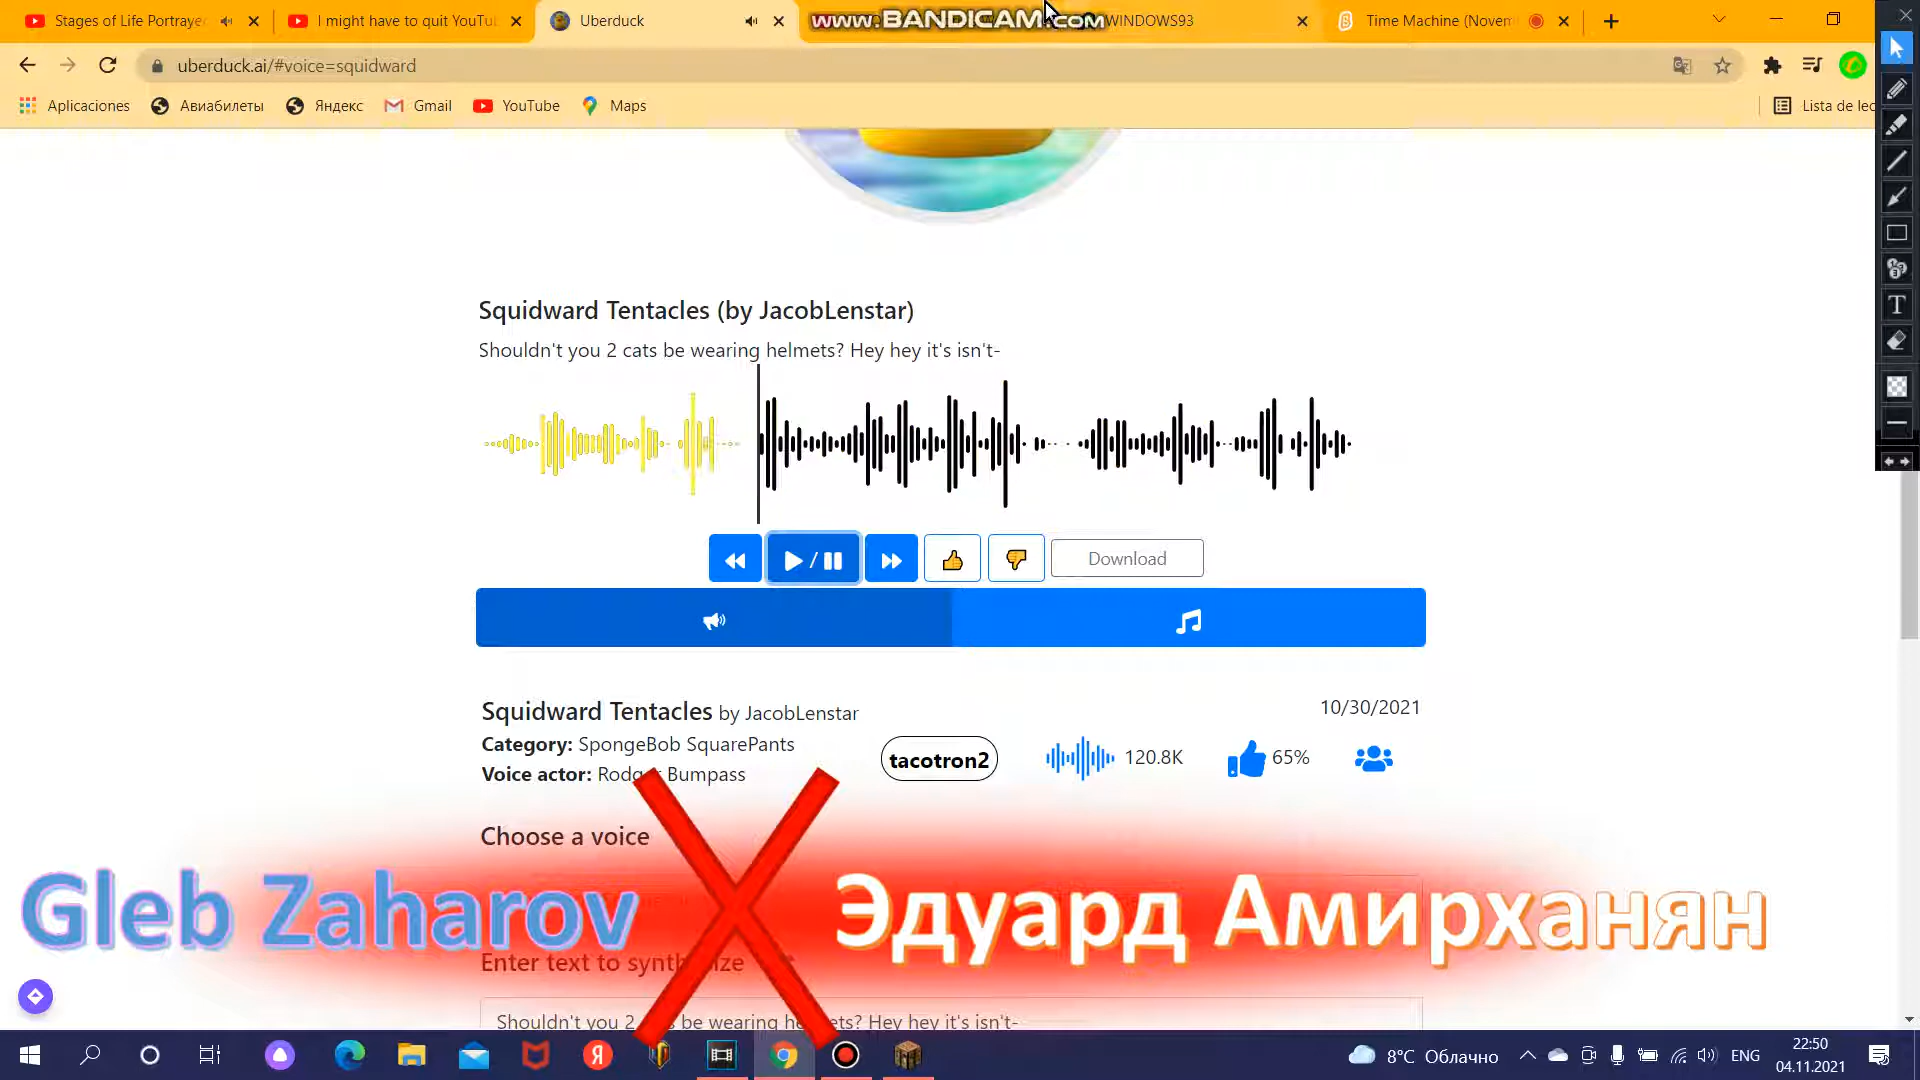 Stages of Life Portraye
I might have to quit YouTu
Uberduck
www.BANDICAM.com
WINDOWS93
Time Machine (Novem
uberduck.ai/#voice=squidward
Aplicaciones
Авиабилеты
Яндекс
Gmail
YouTube
Maps
Lista de lec
Squidward Tentacles (by JacobLenstar)
Shouldn't you 2 cats be wearing helmets? Hey hey it's isn't-
Download
Squidward Tentacles by JacobLenstar
10/30/2021
Category: SpongeBob SquarePants
Voice actor: Rodger Bumpass
tacotron2
120.8K
65%
Choose a voice
Gleb Zaharov
Эдуард Амирханян
Enter text to synthesize
Shouldn't you 2 cats be wearing helmets? Hey hey it's isn't-
8°C Облачно
ENG
22:50
04.11.2021